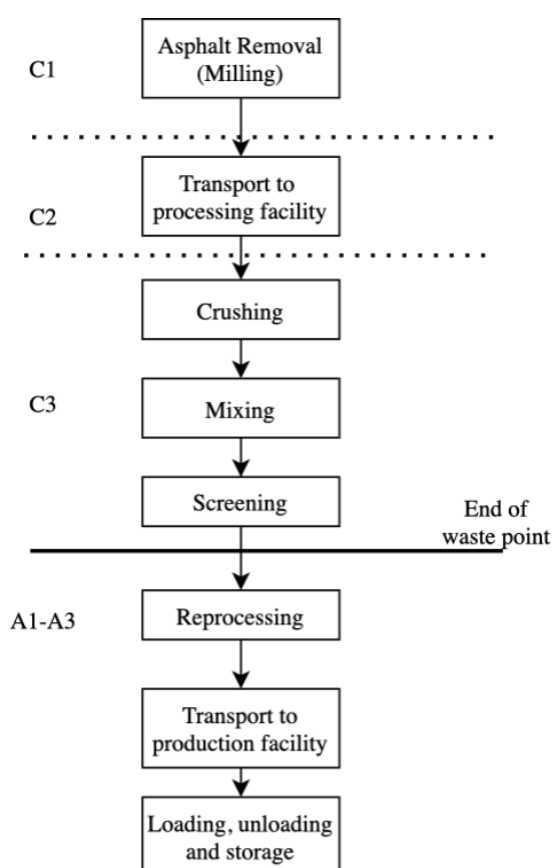 C1
Asphalt Removal
(Milling)
Transport to
processing facility
C2
Crushing
C3
Mixing
Screening
End of
waste point
A1-A3
Reprocessing
Transport to
production facility
Loading, unloading
and storage